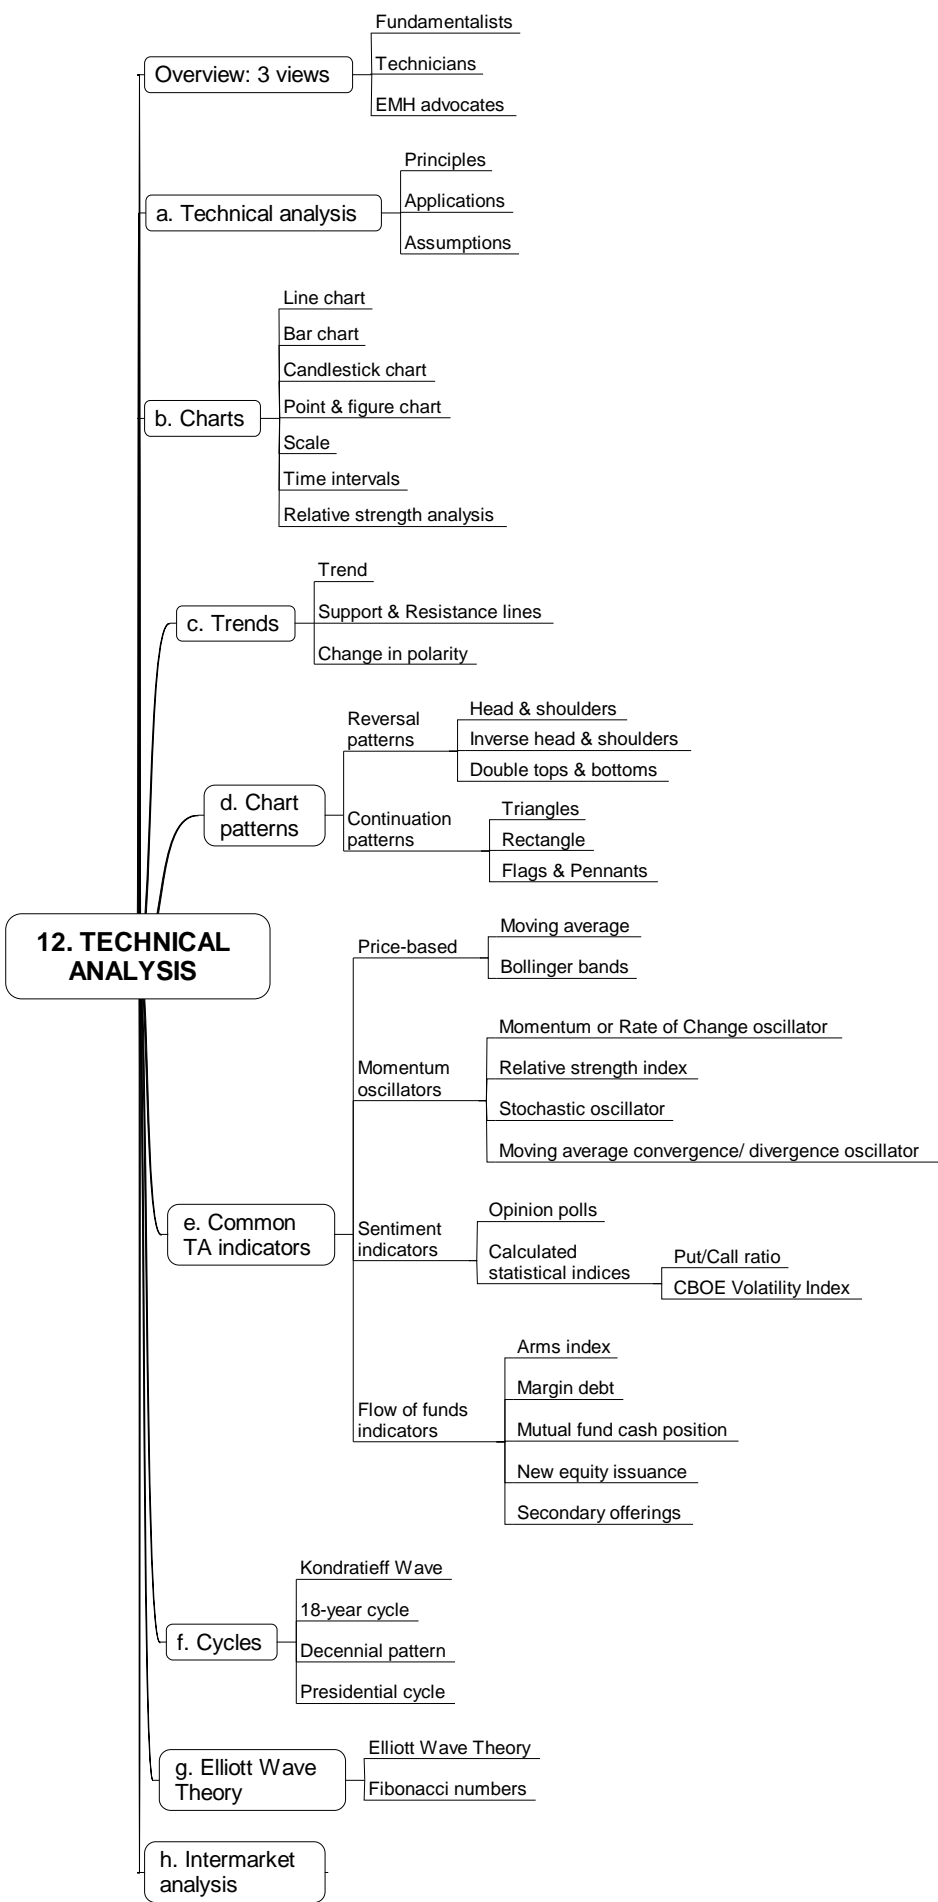 Fundamentalists
Overview: 3 views
Technicians
EMH advocates
Principles
a. Technical analysis
Applications
Assumptions
Line chart
Bar chart
Candlestick chart
b. Charts
Point & figure chart
Scale
Time intervals
Relative strength analysis
Trend
c. Trends
Support & Resistance lines
Change in polarity
d. Chart
patterns
Reversal
patterns
Head & shoulders
Inverse head & shoulders
Double tops & bottoms
Continuation
patterns
Triangles
Rectangle
Flags & Pennants
12. TECHNICAL
ANALYSIS
e. Common
TA indicators
Price-based
Moving average
Bollinger bands
Momentum
oscillators
Momentum or Rate of Change oscillator
Relative strength index
Stochastic oscillator
Moving average convergence/ divergence oscillator
Sentiment
indicators
Opinion polls
Calculated
statistical indices
Put/Call ratio
CBOE Volatility Index
Flow of funds
indicators
Arms index
Margin debt
Mutual fund cash position
New equity issuance
Secondary offerings
f. Cycles
Kondratieff Wave
18-year cycle
Decennial pattern
Presidential cycle
g. Elliott Wave
Theory
Elliott Wave Theory
Fibonacci numbers
h. Intermarket
analysis